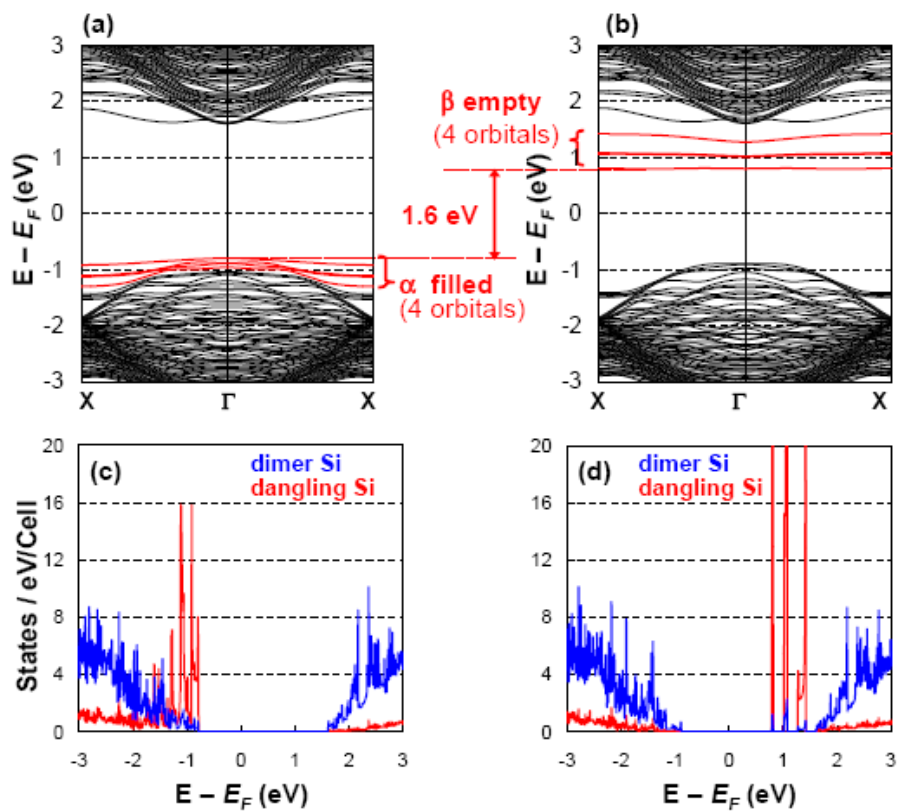 (a)
(b)
3
2
1
0
-1
-2
-3
E − E_F (eV)
X
Γ
X
β empty
(4 orbitals)
1.6 eV
α filled
(4 orbitals)
3
2
1
0
-1
-2
-3
E − E_F (eV)
X
Γ
X
(c)
dimer Si
dangling Si
20
16
12
8
4
0
States / eV/Cell
-3
-2
-1
0
1
2
3
E − E_F (eV)
(d)
dimer Si
dangling Si
20
16
12
8
4
0
-3
-2
-1
0
1
2
3
E − E_F (eV)